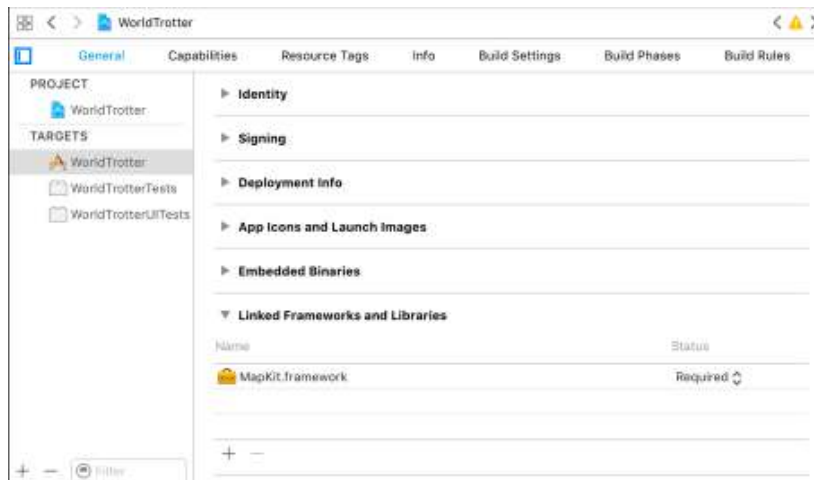 WorldTrotter
General Capabilities Resource Tags Info Build Settings Build Phases Build Rules
PROJECT
WorldTrotter
TARGETS
WorldTrotter
WorldTrotterTests
WorldTrotterUITests
Identity
Signing
Deployment Info
App Icons and Launch Images
Embedded Binaries
Linked Frameworks and Libraries
Name Status
MapKit.framework Required
Filter